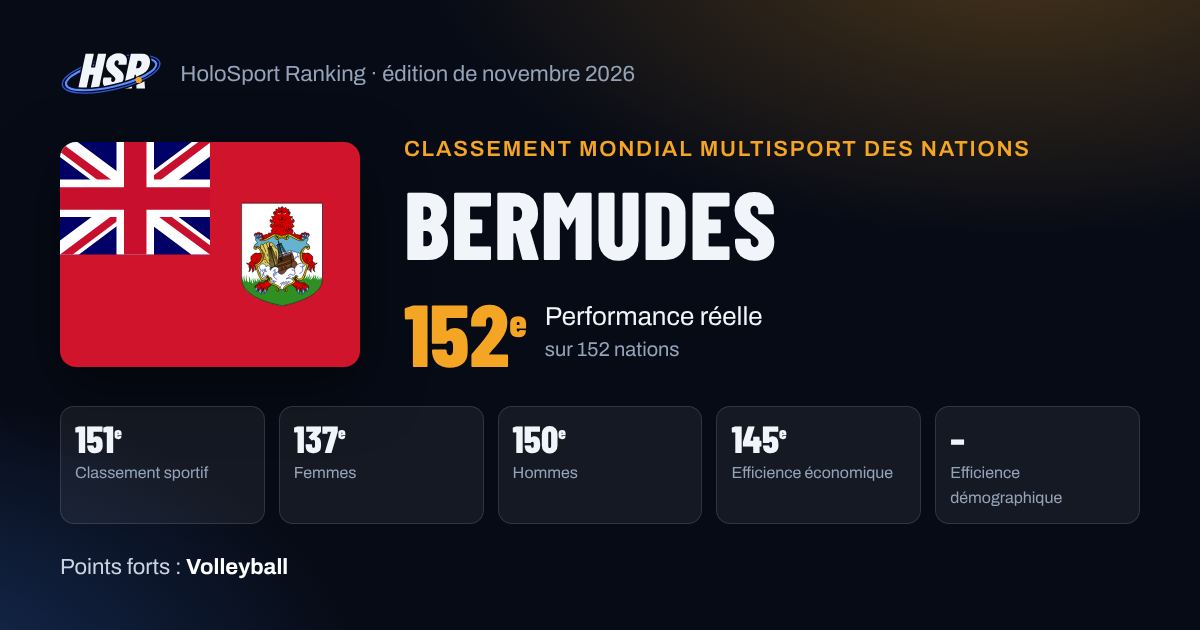 HSR
HoloSport Ranking · édition de novembre 2026
CLASSEMENT MONDIAL MULTISPORT DES NATIONS
BERMUDES
152e
Performance réelle
sur 152 nations
151e
Classement sportif
137e
Femmes
150e
Hommes
145e
Efficience économique
–
Efficience
démographique
Points forts : Volleyball